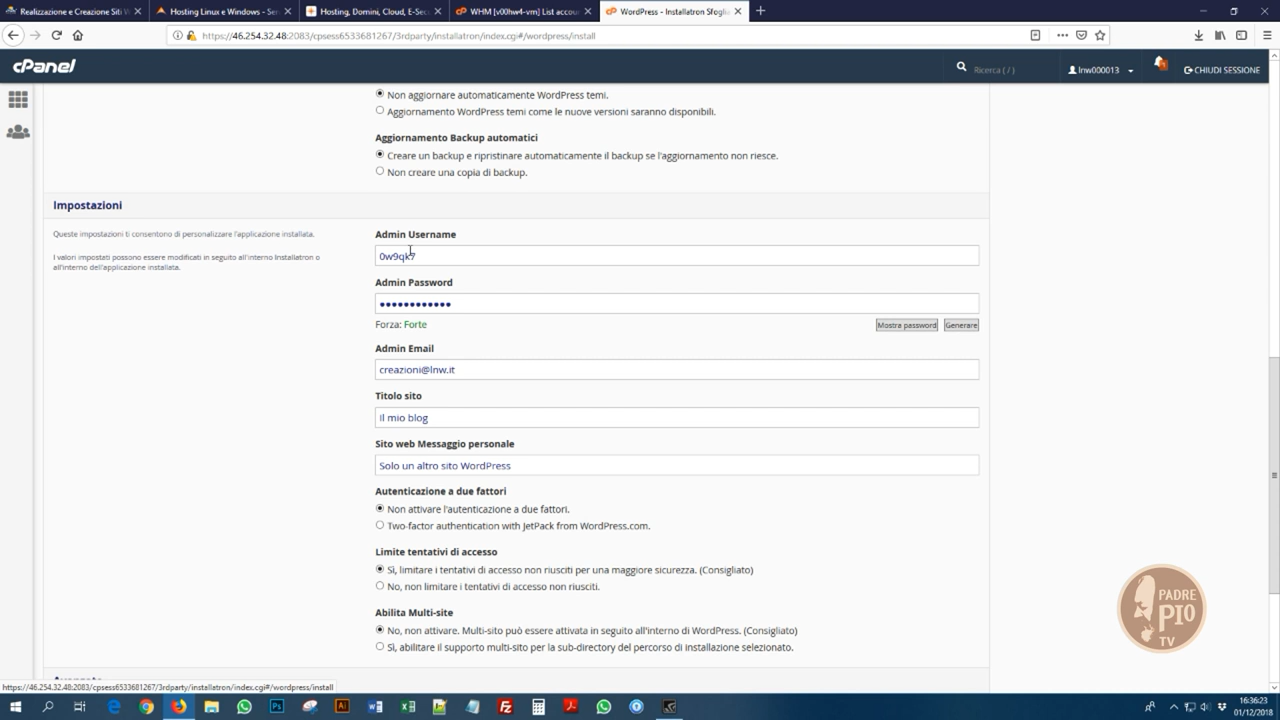 Realizzazione e Creazione Siti W
Hosting Linux e Windows - Serv
Hosting, Domini, Cloud, E-Secu
WHM [v00hw4-vm] List accou
WordPress - Installatron Sfogli
https://46.254.32.48:2083/cpsess6533681267/3rdparty/installatron/index.cgi#/wordpress/install
cPanel
Ricerca ( / )
lnw000013
CHIUDI SESSIONE
Non aggiornare automaticamente WordPress temi.
Aggiornamento WordPress temi come le nuove versioni saranno disponibili.
Aggiornamento Backup automatici
Creare un backup e ripristinare automaticamente il backup se l'aggiornamento non riesce.
Non creare una copia di backup.
Impostazioni
Queste impostazioni ti consentono di personalizzare l'applicazione installata.
I valori impostati possono essere modificati in seguito all'interno Installatron o
all'interno dell'applicazione installata.
Admin Username
0w9qk7
Admin Password
••••••••••••
Forza: Forte
Mostra password
Generare
Admin Email
creazioni@lnw.it
Titolo sito
Il mio blog
Sito web Messaggio personale
Solo un altro sito WordPress
Autenticazione a due fattori
Non attivare l'autenticazione a due fattori.
Two-factor authentication with JetPack from WordPress.com.
Limite tentativi di accesso
Sì, limitare i tentativi di accesso non riusciti per una maggiore sicurezza. (Consigliato)
No, non limitare i tentativi di accesso non riusciti.
Abilita Multi-site
No, non attivare. Multi-sito può essere attivata in seguito all'interno di WordPress. (Consigliato)
Sì, abilitare il supporto multi-sito per la sub-directory del percorso di installazione selezionato.
PADRE
PIO
TV
https://46.254.32.48:2083/cpsess6533681267/3rdparty/installatron/index.cgi#/wordpress/install
16:36:23
01/12/2018